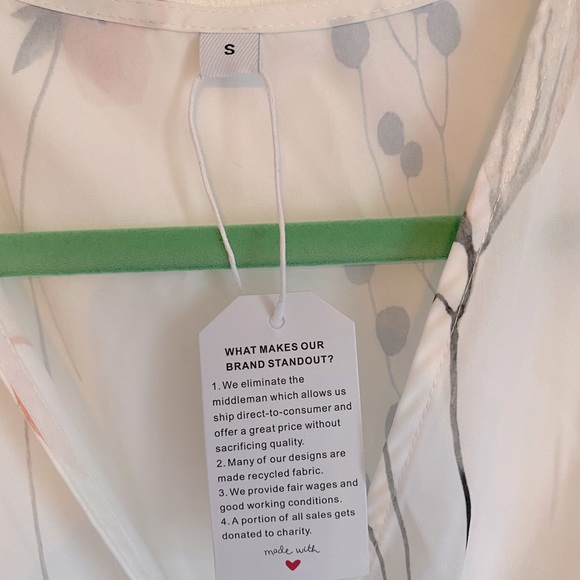 S
WHAT MAKES OUR
BRAND STANDOUT?
1. We eliminate the
middleman which allows us
ship direct-to-consumer and
offer a great price without
sacrificing quality.
2. Many of our designs are
made recycled fabric.
3. We provide fair wages and
good working conditions.
4. A portion of all sales gets
donated to charity.
made with